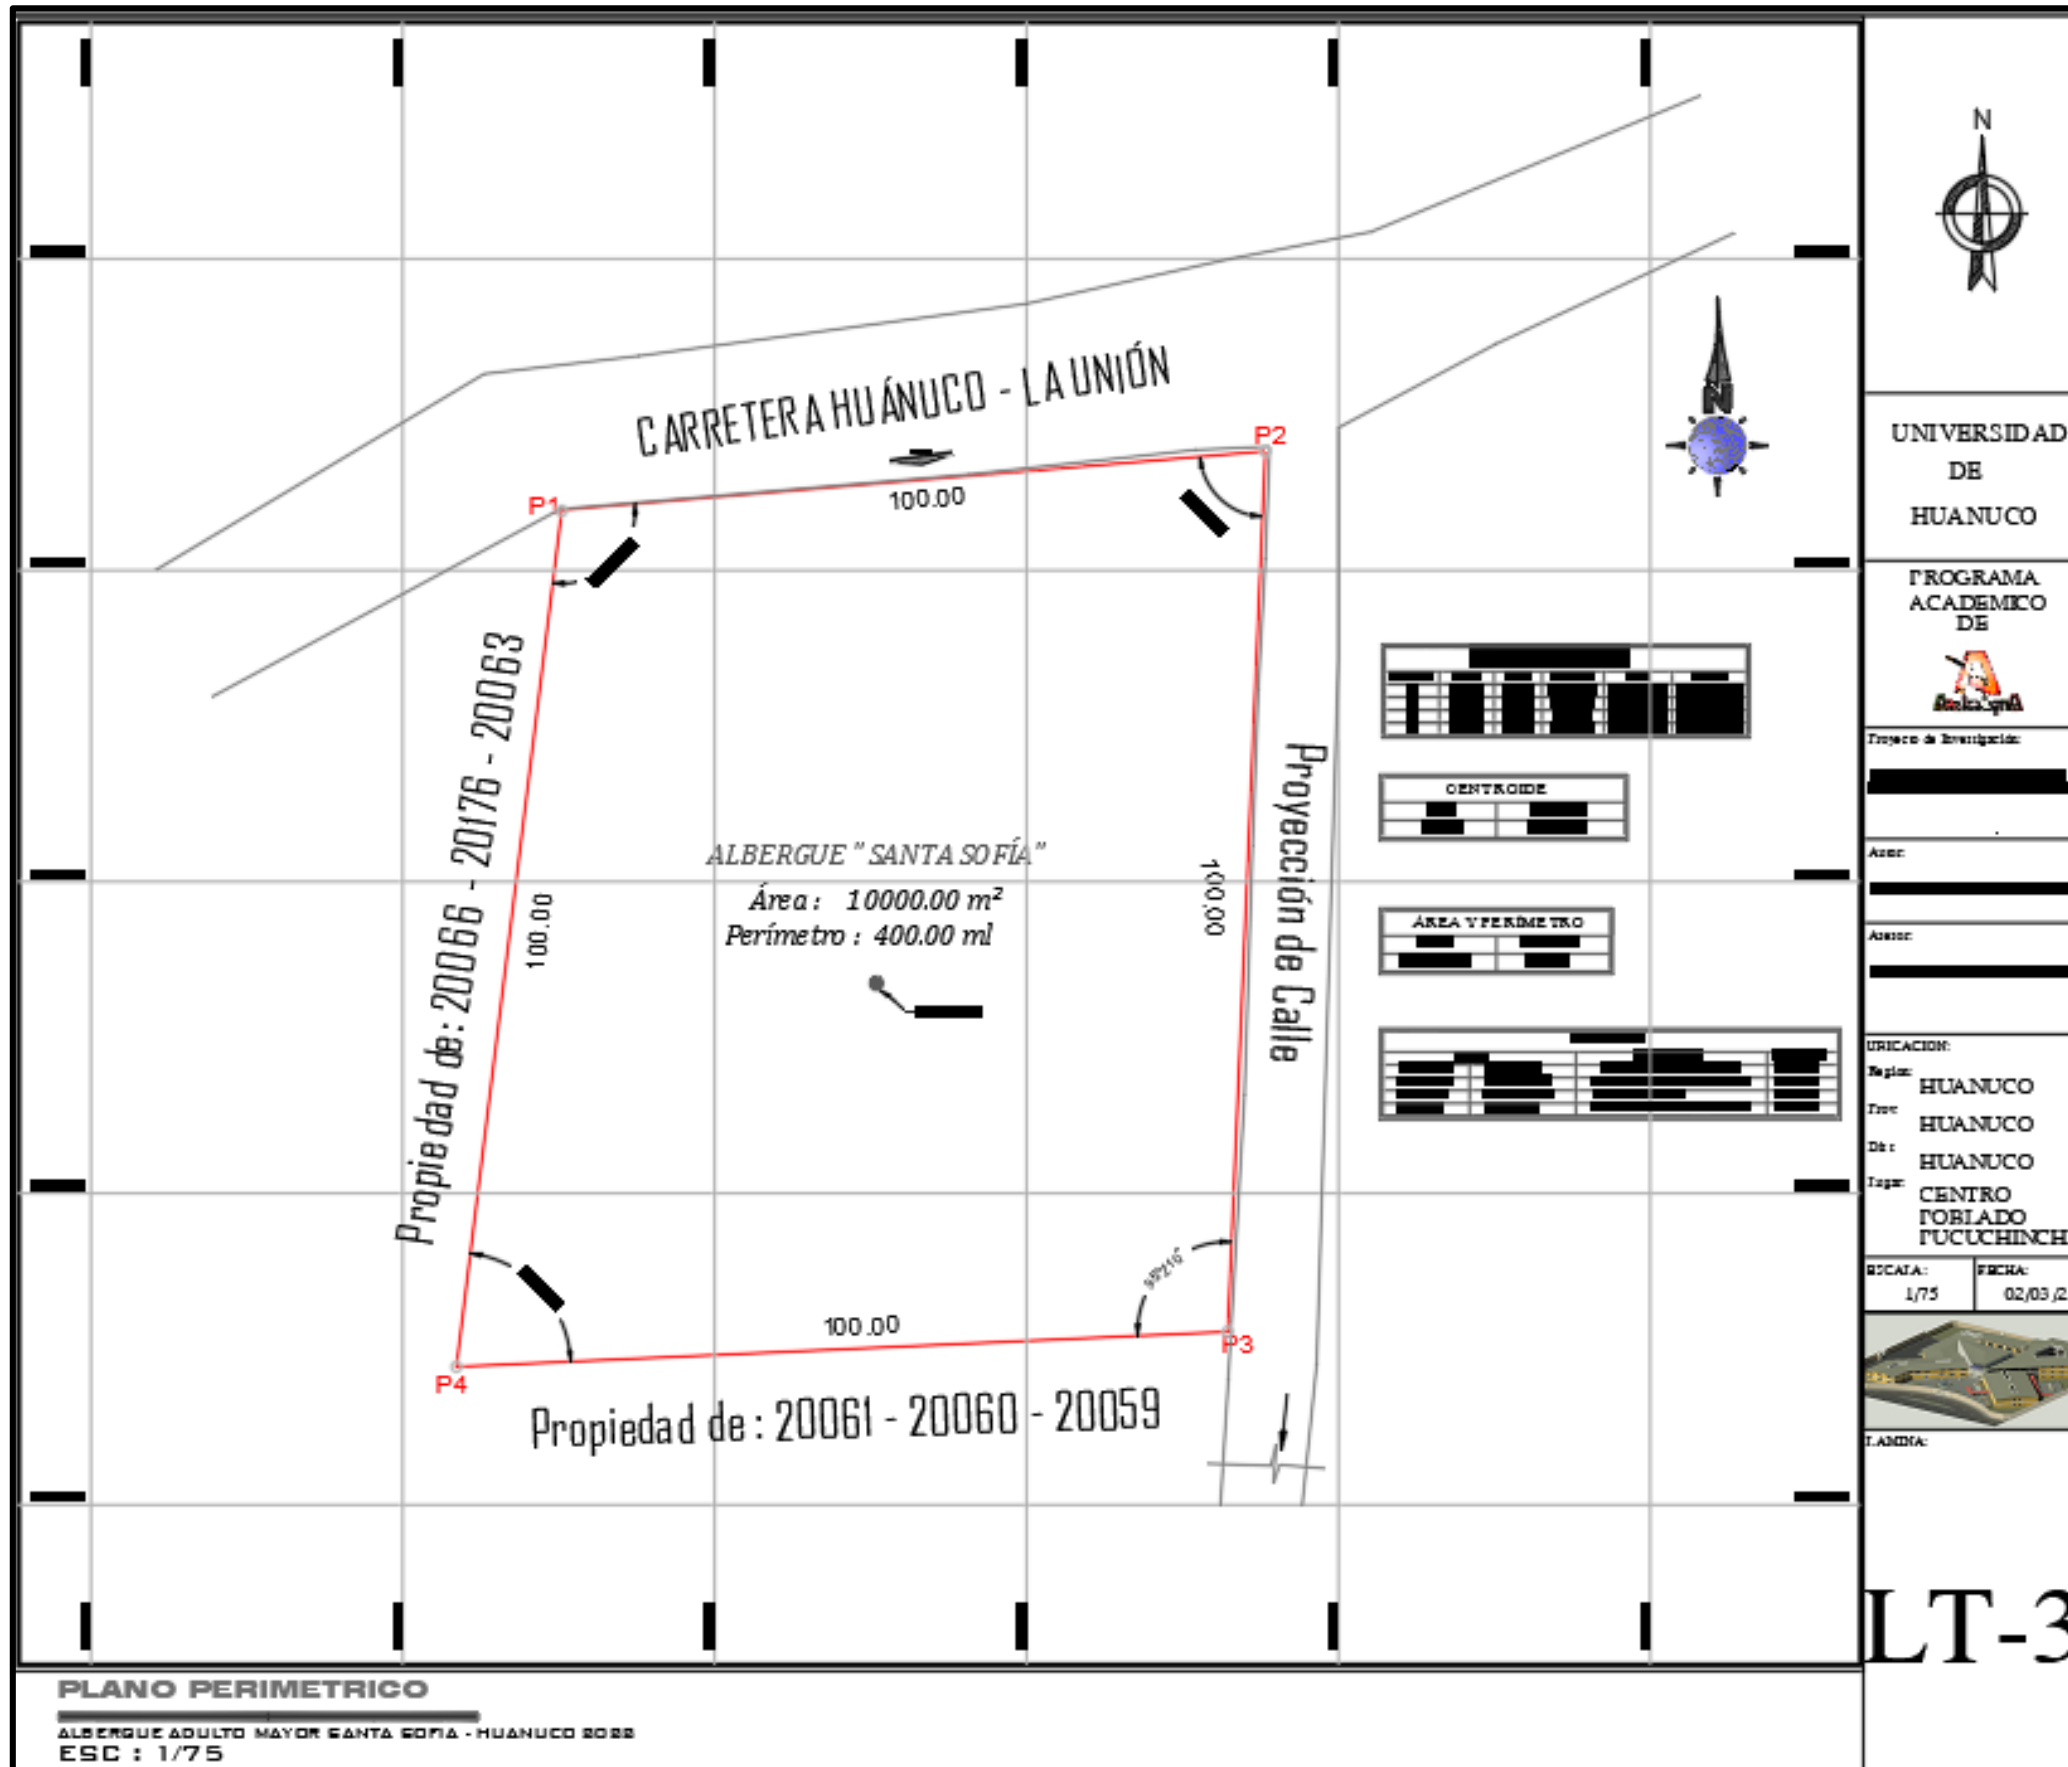 CARRETERA HUÁNUCO - LA UNIÓN
P1
P2
100.00
Propiedad de: 20066 - 20176 - 20063
100.00
ALBERGUE "SANTA SOFÍA"
Área: 10000.00 m²
Perímetro: 400.00 ml
100.00
Proyección de Calle
100.00
P3
P4
Propiedad de: 20061 - 20060 - 20059
N
CENTROIDE
ÁREA Y PERÍMETRO
N
UNIVERSIDAD
DE
HUANUCO
PROGRAMA
ACADEMICO
DE
Proyecto de Investigación:
Autor:
Asesor:
UBICACION:
Region:
HUANUCO
Prov:
HUANUCO
HUANUCO
Lugar:
CENTRO
POBLADO
PUCUCHINCH
ESCALA:
1/75
FECHA:
02/03/2
LAMINA:
LT-3
PLANO PERIMETRICO
ALBERGUE ADULTO MAYOR SANTA SOFIA - HUANUCO 2022
ESC : 1/75